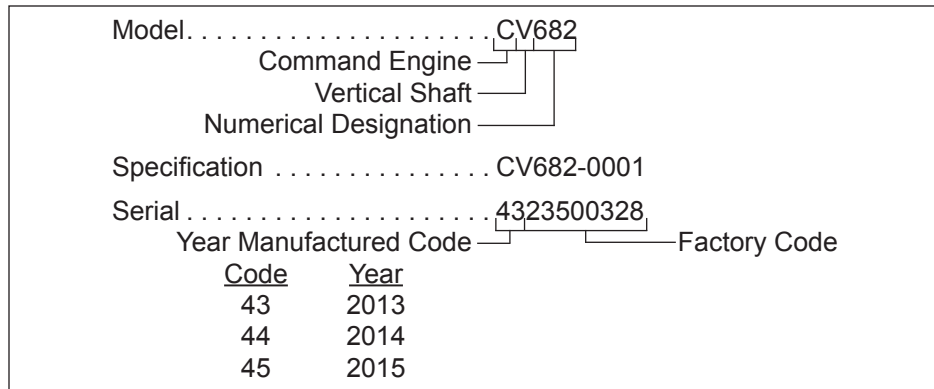 Model. . . . . . . . . . . . . . . . . . . . . CV682
Command Engine
Vertical Shaft
Numerical Designation
Specification . . . . . . . . . . . . . . . CV682-0001
Serial . . . . . . . . . . . . . . . . . . . . . 4323500328
Year Manufactured Code Factory Code
Code Year
43 2013
44 2014
45 2015